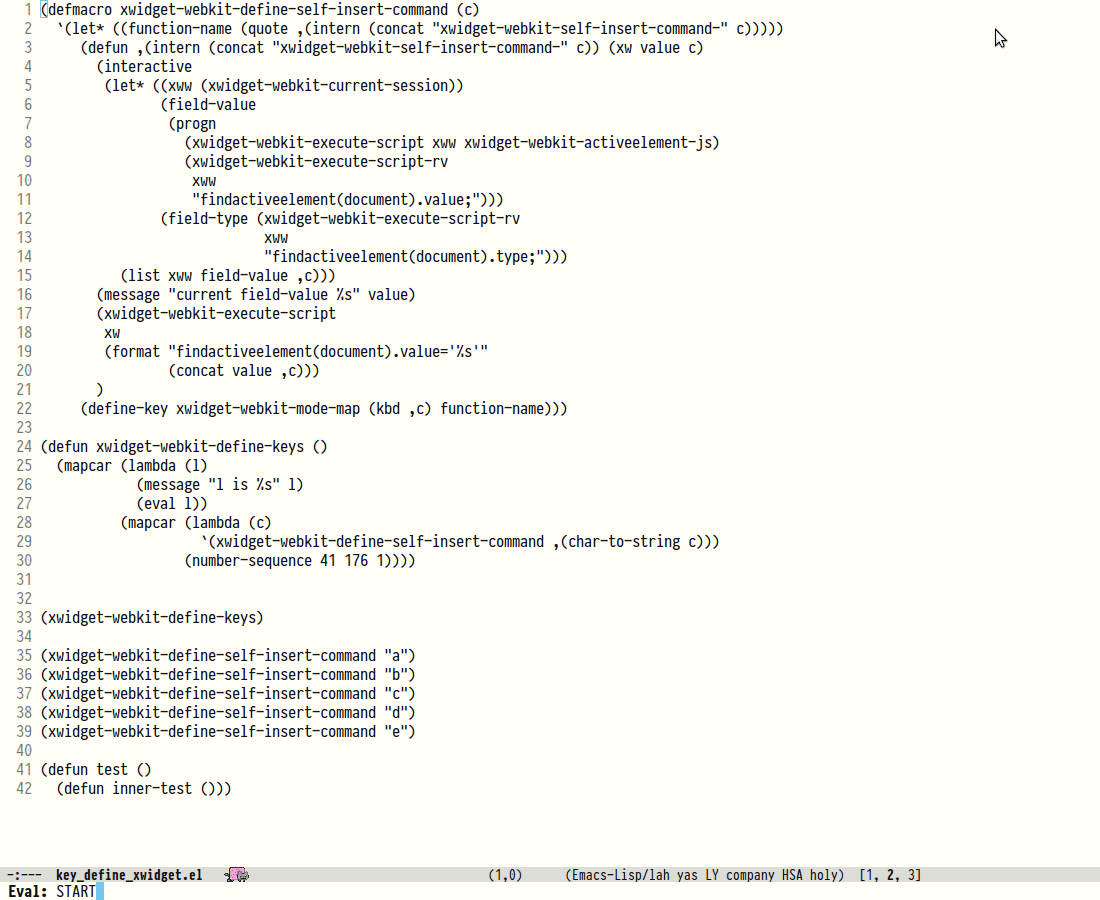 1 (defmacro xwidget-webkit-define-self-insert-command (c)
2   `(let* ((function-name (quote ,(intern (concat "xwidget-webkit-self-insert-command-" c)))))
3      (defun ,(intern (concat "xwidget-webkit-self-insert-command-" c)) (xw value c)
4        (interactive
5         (let* ((xww (xwidget-webkit-current-session))
6                (field-value
7                 (progn
8                   (xwidget-webkit-execute-script xww xwidget-webkit-activeelement-js)
9                   (xwidget-webkit-execute-script-rv
10                    xww
11                    "findactiveelement(document).value;")))
12                (field-type (xwidget-webkit-execute-script-rv
13                             xww
14                             "findactiveelement(document).type;")))
15           (list xww field-value ,c)))
16        (message "current field-value %s" value)
17        (xwidget-webkit-execute-script
18         xw
19         (format "findactiveelement(document).value='%s'"
20                 (concat value ,c)))
21        )
22      (define-key xwidget-webkit-mode-map (kbd ,c) function-name)))
23
24 (defun xwidget-webkit-define-keys ()
25   (mapcar (lambda (l)
26             (message "l is %s" l)
27             (eval l))
28           (mapcar (lambda (c)
29                     `(xwidget-webkit-define-self-insert-command ,(char-to-string c)))
30                   (number-sequence 41 176 1))))
31
32
33 (xwidget-webkit-define-keys)
34
35 (xwidget-webkit-define-self-insert-command "a")
36 (xwidget-webkit-define-self-insert-command "b")
37 (xwidget-webkit-define-self-insert-command "c")
38 (xwidget-webkit-define-self-insert-command "d")
39 (xwidget-webkit-define-self-insert-command "e")
40
41 (defun test ()
42   (defun inner-test ()))
-:--- key_define_xwidget.el (1,0) (Emacs-Lisp/lah yas LY company HSA holy) [1, 2, 3]
Eval: START